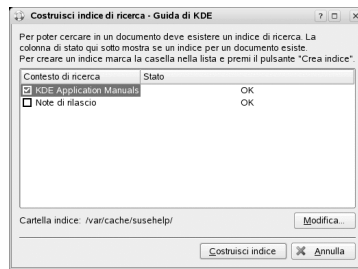 Costruisci indice di ricerca - Guida di KDE
Per poter cercare in un documento deve esistere un indice di ricerca. La
colonna di stato qui sotto mostra se un indice per un documento esiste.
Per creare un indice marca la casella nella lista e premi il pulsante "Crea indice".
Contesto di ricerca Stato
KDE Application Manuals OK
Note di rilascio OK
Cartella indice: /var/cache/susehelp/ Modifica...
Costruisci indice Annulla